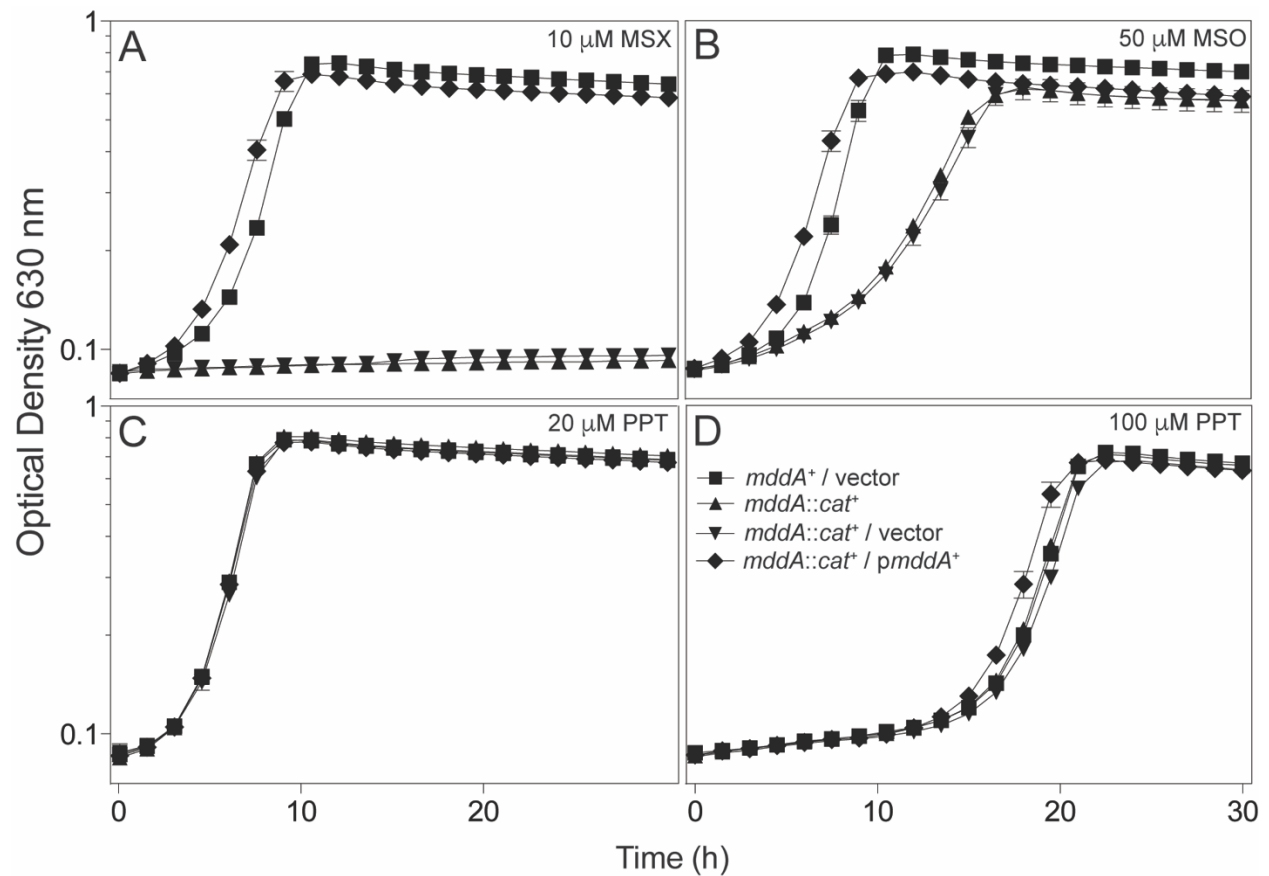 1
A
10 μM MSX
B
50 μM MSO
0.1
1
C
20 μM PPT
D
100 μM PPT
mddA⁺ / vector
mddA::cat⁺
mddA::cat⁺ / vector
mddA::cat⁺ / pmddA⁺
0.1
0
10
20
0
10
20
30
Optical Density 630 nm
Time (h)